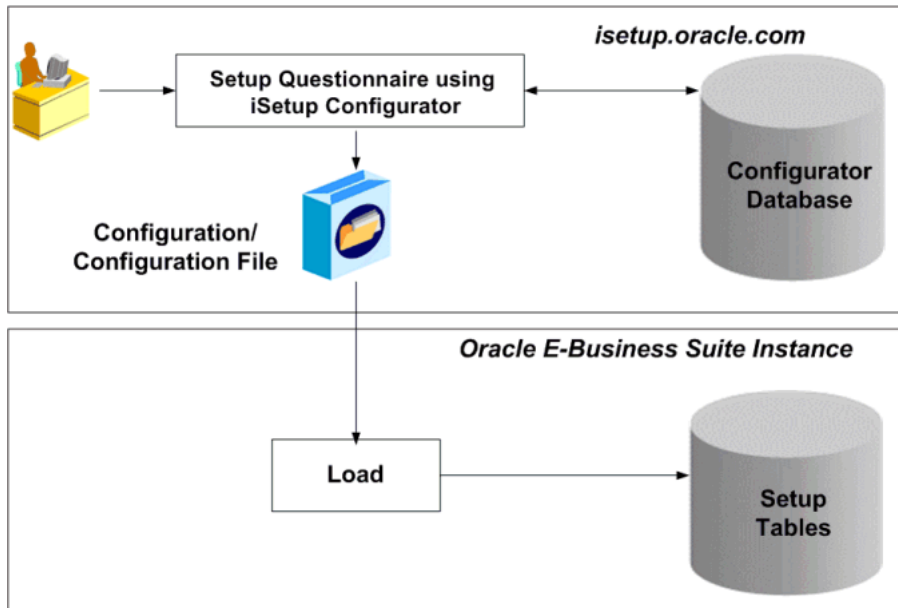 isetup.oracle.com
Setup Questionnaire using
iSetup Configurator
Configurator
Database
Configuration/
Configuration File
Oracle E-Business Suite Instance
Load
Setup
Tables